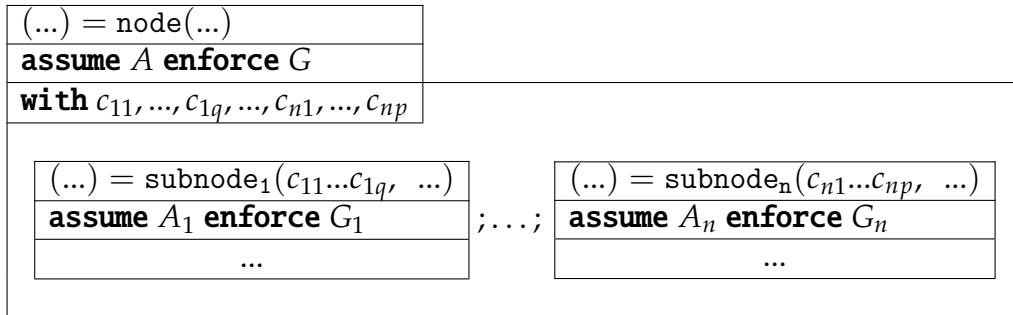 (...) = node(...)
assume A enforce G
with c₁₁, ..., c₁q, ..., cₙ₁, ..., cₙₚ
(...) = subnode₁(c₁₁...c₁q, ...)
assume A₁ enforce G₁
...
; . . . ;
(...) = subnodeₙ(cₙ₁...cₙₚ, ...)
assume Aₙ enforce Gₙ
...